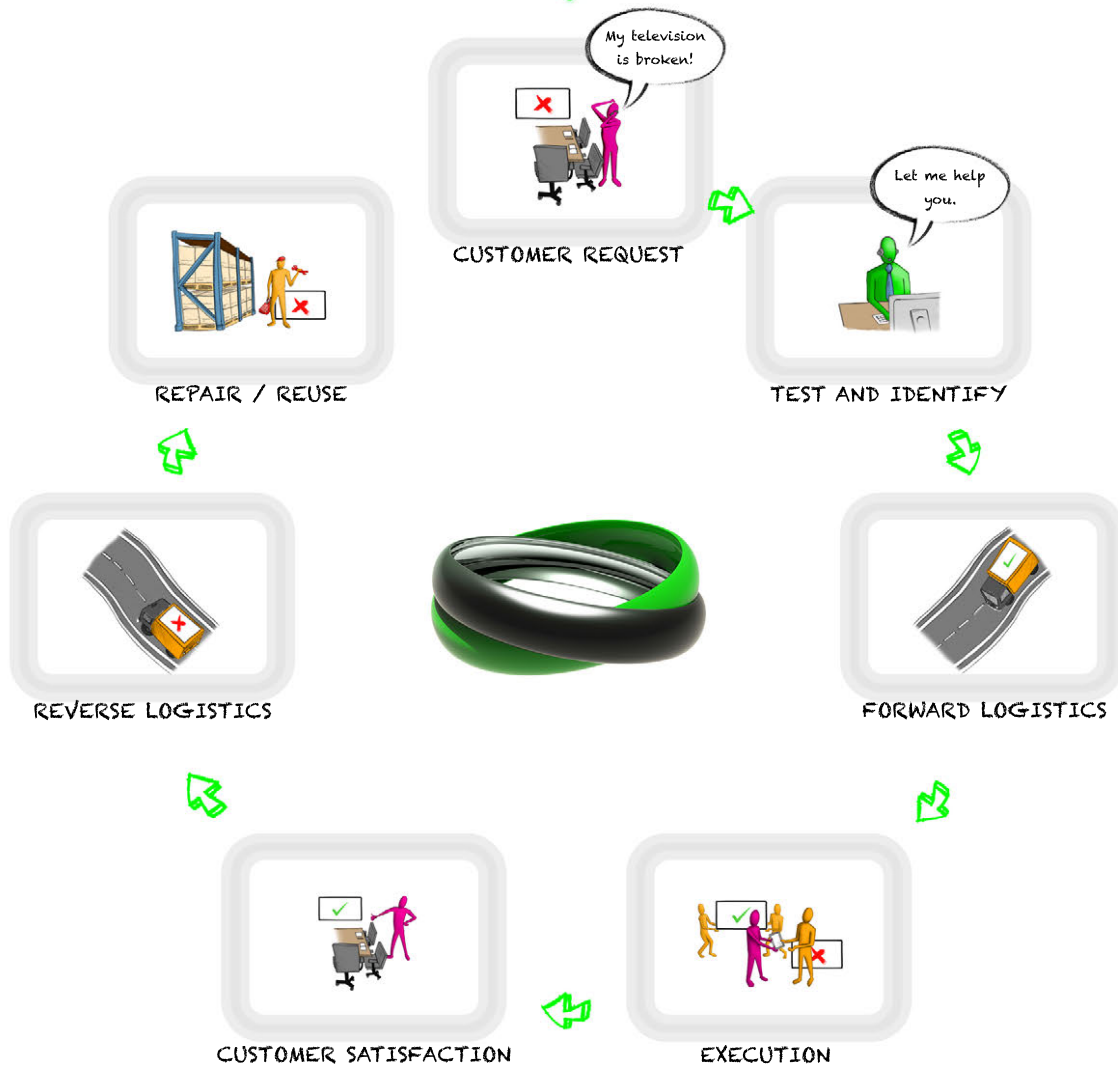 My television
is broken!
CUSTOMER REQUEST
Let me help
you.
TEST AND IDENTIFY
FORWARD LOGISTICS
EXECUTION
CUSTOMER SATISFACTION
REVERSE LOGISTICS
REPAIR / REUSE